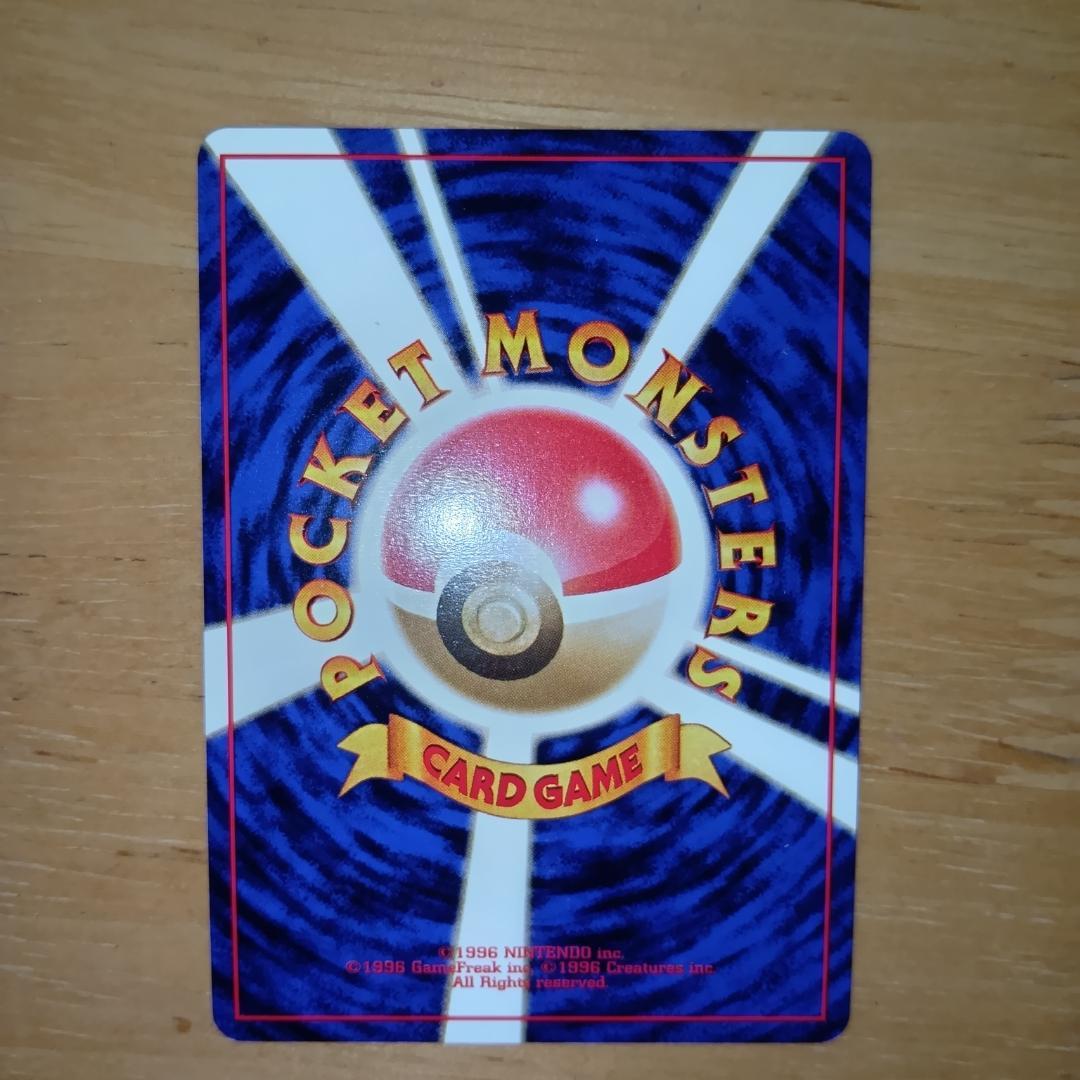 POCKET MONSTERS
CARD GAME
©1996 NINTENDO inc.
©1996 GameFreak inc. ©1996 Creatures inc.
All Rights reserved.